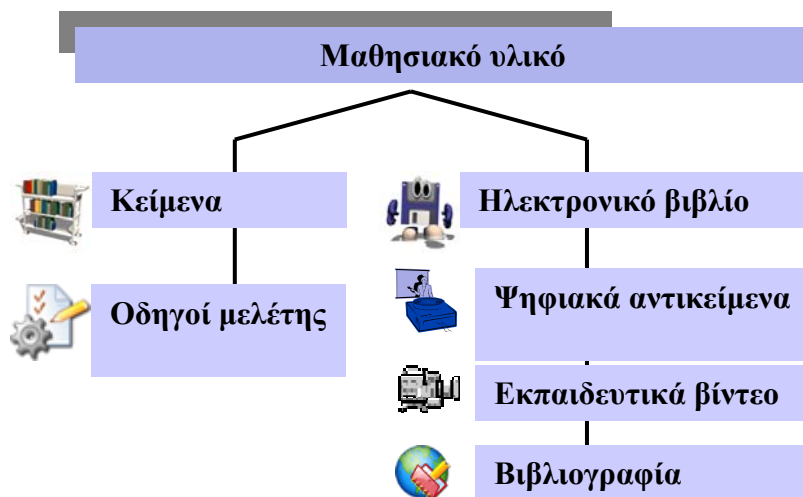 Μαθησιακό υλικό
Κείμενα
Οδηγοί μελέτης
Ηλεκτρονικό βιβλίο
Ψηφιακά αντικείμενα
Εκπαιδευτικά βίντεο
Βιβλιογραφία